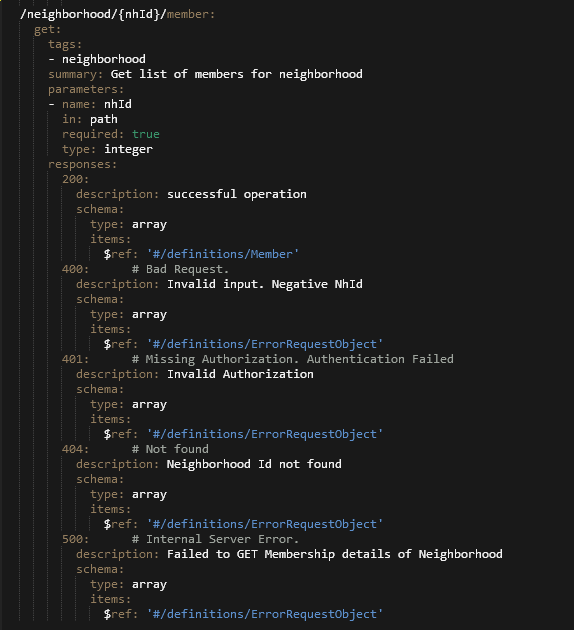 /neighborhood/{nhId}/member:
get:
tags:
- neighborhood
summary: Get list of members for neighborhood
parameters:
- name: nhId
in: path
required: true
type: integer
responses:
200:
description: successful operation
schema:
type: array
items:
$ref: '#/definitions/Member'
400: # Bad Request.
description: Invalid input. Negative NhId
schema:
type: array
items:
$ref: '#/definitions/ErrorRequestObject'
401: # Missing Authorization. Authentication Failed
description: Invalid Authorization
schema:
type: array
items:
$ref: '#/definitions/ErrorRequestObject'
404: # Not found
description: Neighborhood Id not found
schema:
type: array
items:
$ref: '#/definitions/ErrorRequestObject'
500: # Internal Server Error.
description: Failed to GET Membership details of Neighborhood
schema:
type: array
items:
$ref: '#/definitions/ErrorRequestObject'